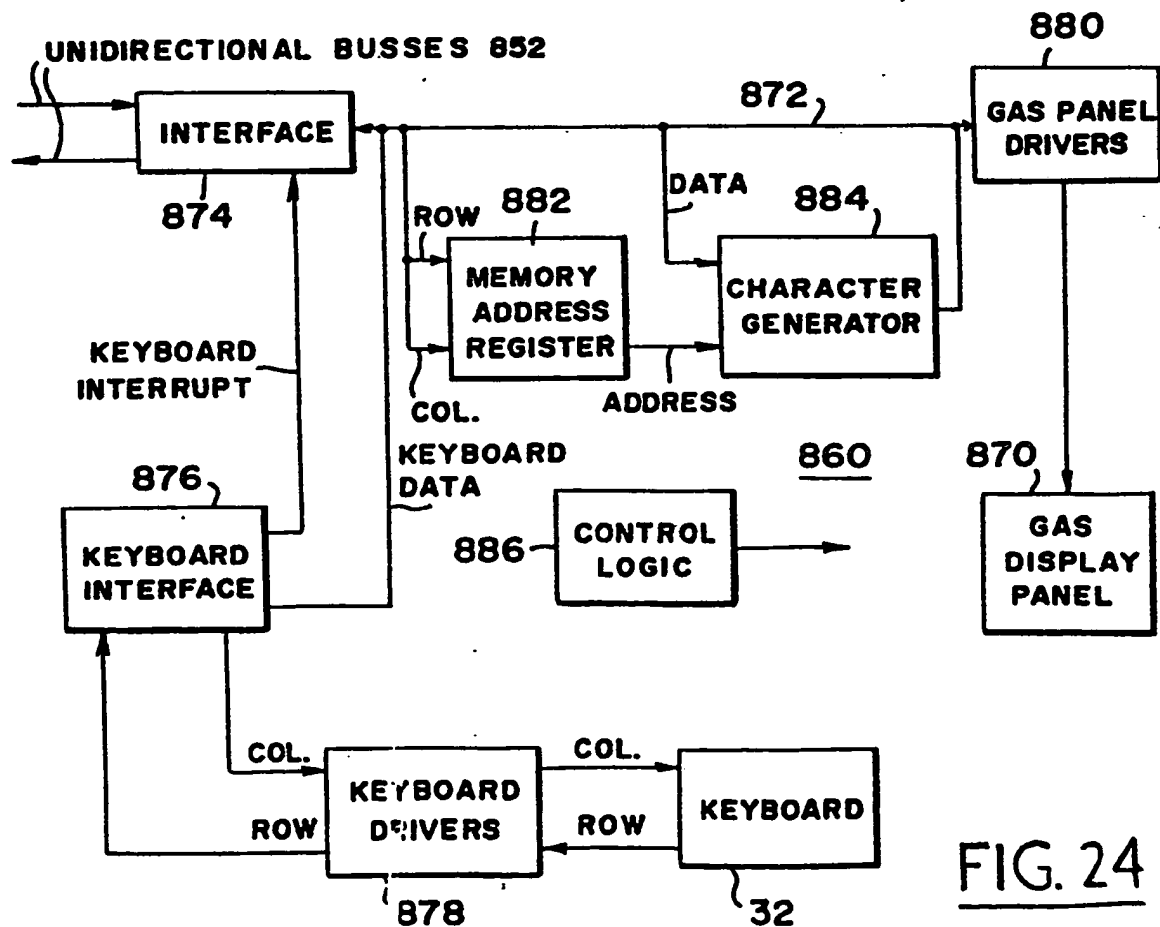 UNIDIRECTIONAL BUSSES 852
880
INTERFACE
872
GAS PANEL
DRIVERS
874
ROW
882
DATA
884
MEMORY
ADDRESS
REGISTER
CHARACTER
GENERATOR
KEYBOARD
INTERRUPT
COL.
ADDRESS
KEYBOARD
DATA
860
870
876
KEYBOARD
INTERFACE
886
CONTROL
LOGIC
GAS
DISPLAY
PANEL
COL.
ROW
KEYBOARD
DRIVERS
COL.
ROW
KEYBOARD
878
32
FIG. 24